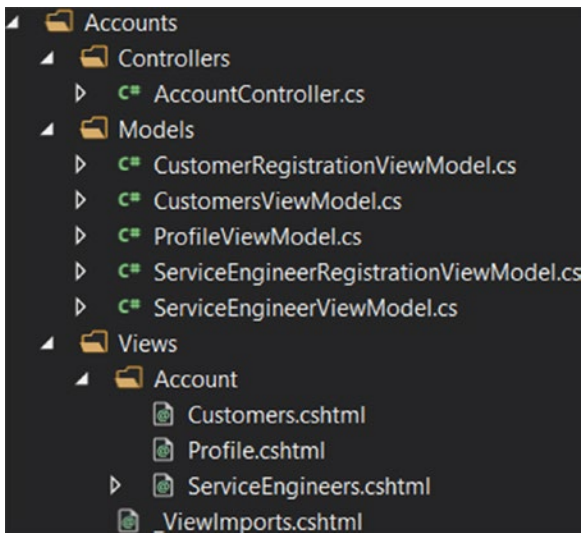 Accounts
Controllers
C# AccountController.cs
Models
C# CustomerRegistrationViewModel.cs
C# CustomersViewModel.cs
C# ProfileViewModel.cs
C# ServiceEngineerRegistrationViewModel.cs
C# ServiceEngineerViewModel.cs
Views
Account
@ Customers.cshtml
@ Profile.cshtml
@ ServiceEngineers.cshtml
@ _ViewImports.cshtml